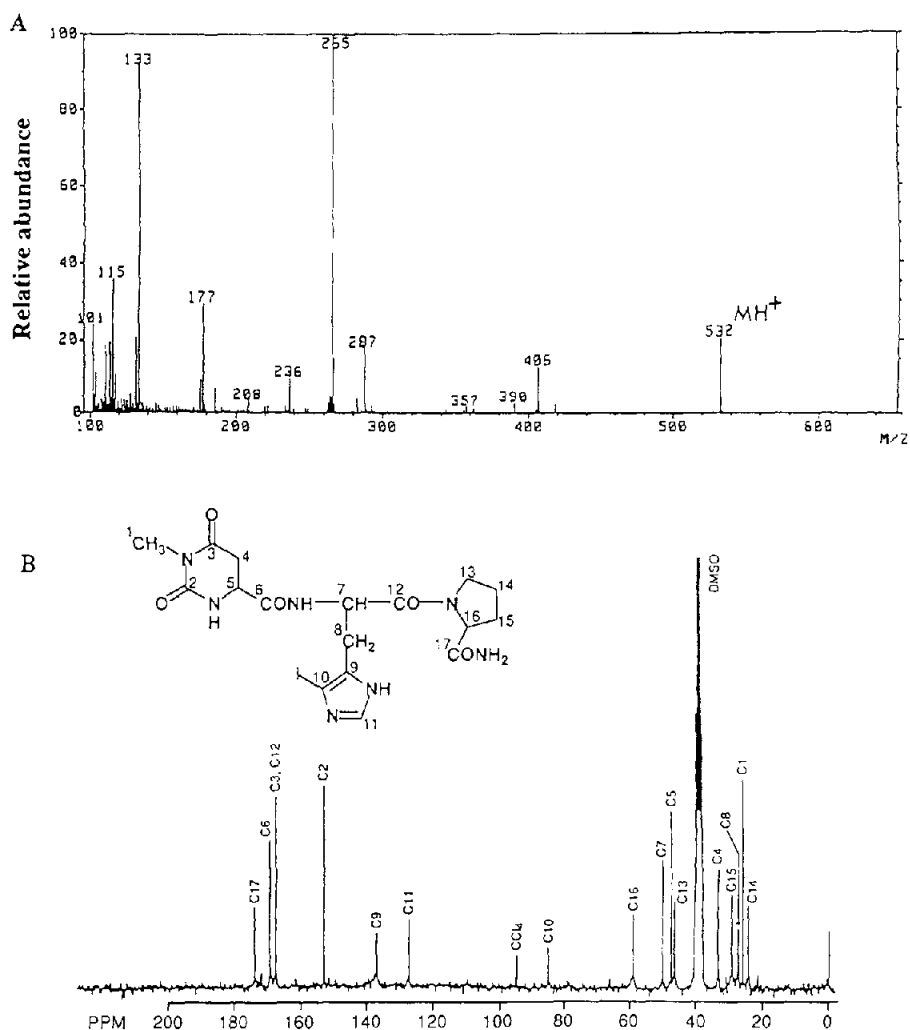 A
Relative abundance
100
80
60
40
20
0
265
133
115
101
177
208
236
287
357
390
406
532
MH+
100 200 300 400 500 600
M/Z
B
1
CH3
O
3
4
N
2
5
O
N
H
6
CONH
7
CH
12
CO
N
13
14
15
16
17
CONH2
8
CH2
I
10
9
NH
N
11
C17
C6
C3, C12
C2
C9
C11
CCl4
C10
C16
C7
C5
C13
DMSO
C4
C15
C8
C1
C14
PPM 200 180 160 140 120 100 80 60 40 20 0